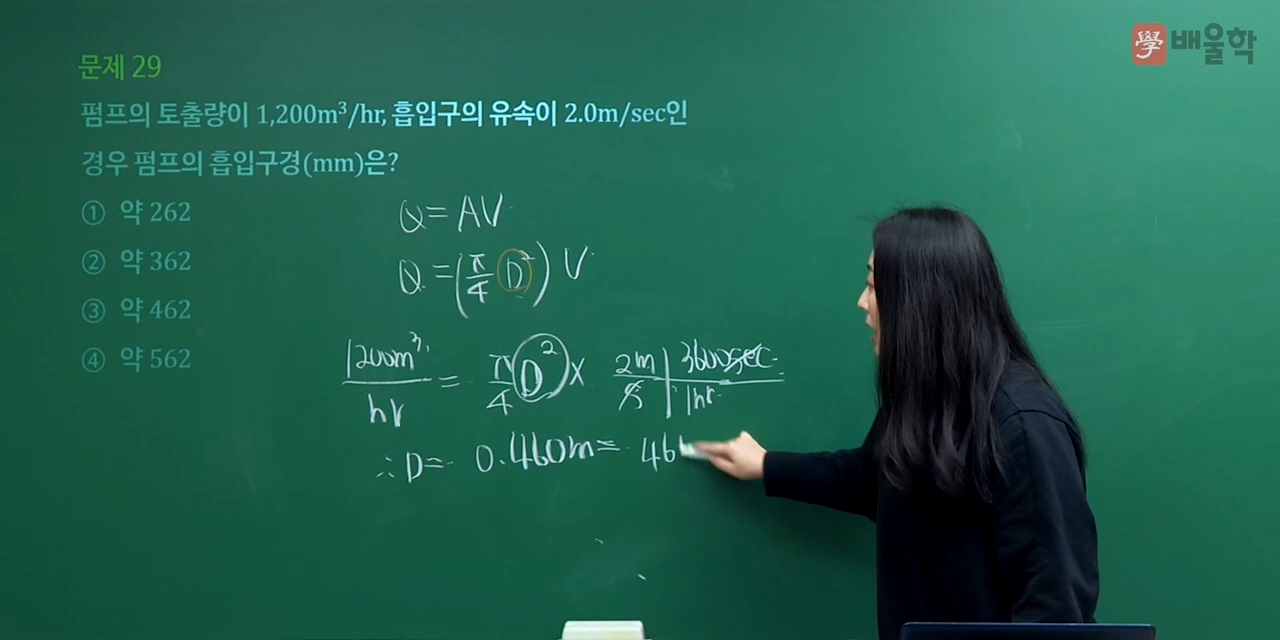 學 배울학
문제 29
펌프의 토출량이 1,200m³/hr, 흡입구의 유속이 2.0m/sec인
경우 펌프의 흡입구경(mm)은?
① 약 262
② 약 362
③ 약 462
④ 약 562
Q = AV
Q = (π/4 D²) V
1200m³/hr = π/4 D² × 2m/s | 3600sec/1hr
∴ D = 0.460m = 46